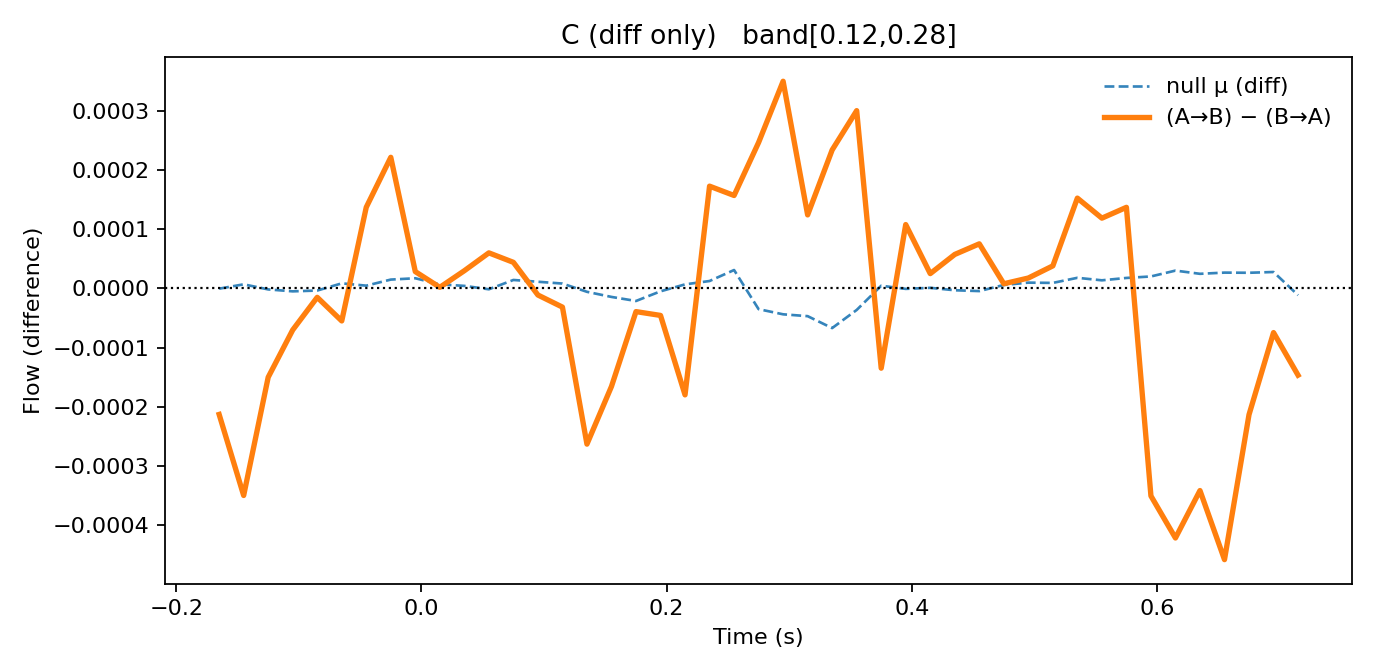 C (diff only)   band[0.12,0.28]
null μ (diff)
(A→B) − (B→A)
Flow (difference)
0.0003
0.0002
0.0001
0.0000
−0.0001
−0.0002
−0.0003
−0.0004
−0.2
0.0
0.2
0.4
0.6
Time (s)